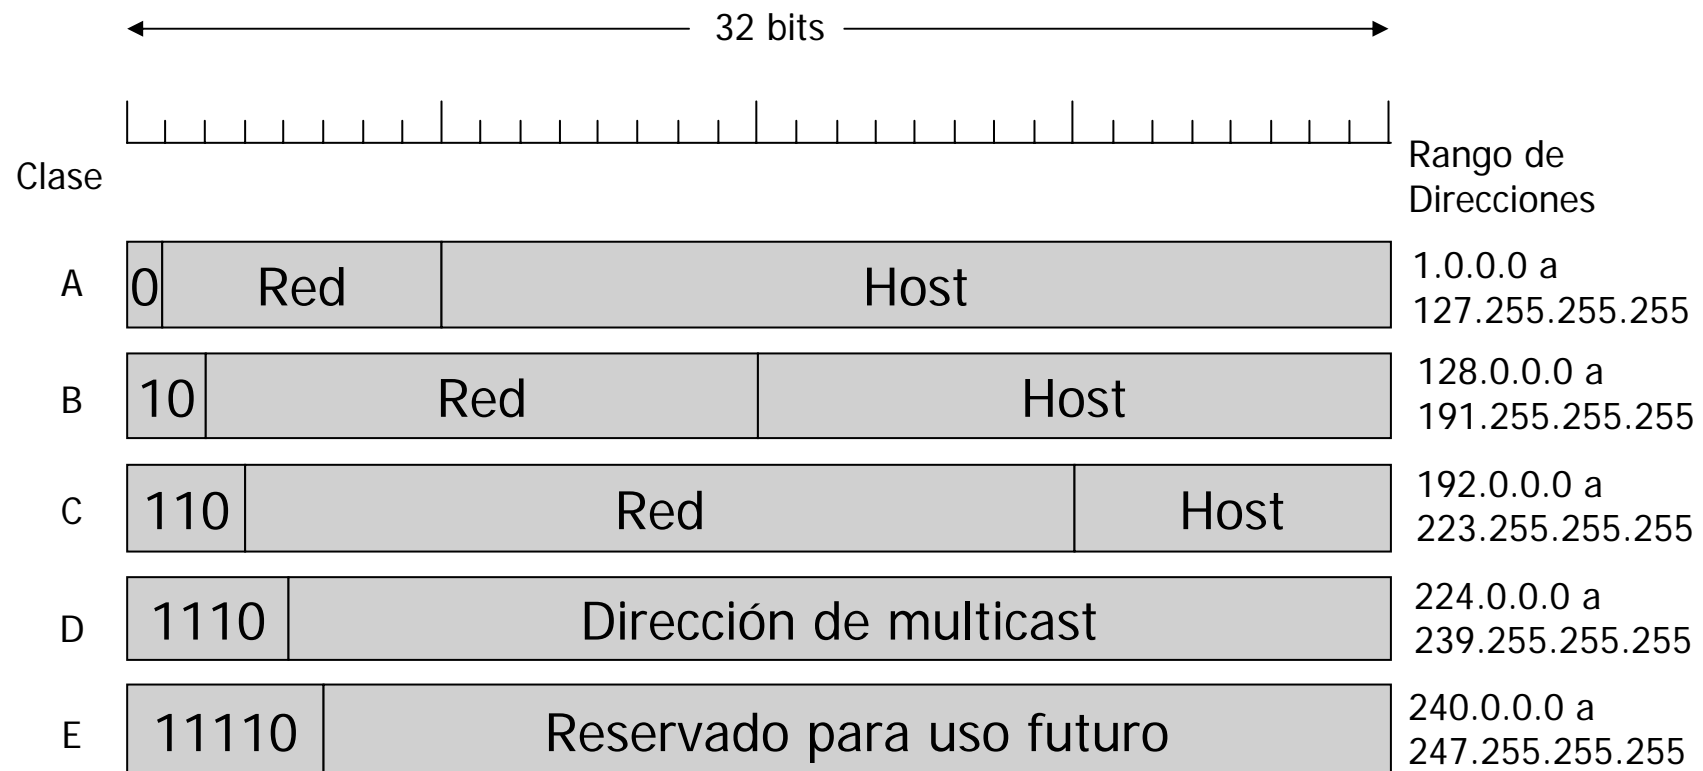 32 bits
Clase
Rango de
Direcciones
A
0
Red
Host
1.0.0.0 a
127.255.255.255
B
10
Red
Host
128.0.0.0 a
191.255.255.255
C
110
Red
Host
192.0.0.0 a
223.255.255.255
D
1110
Dirección de multicast
224.0.0.0 a
239.255.255.255
E
11110
Reservado para uso futuro
240.0.0.0 a
247.255.255.255